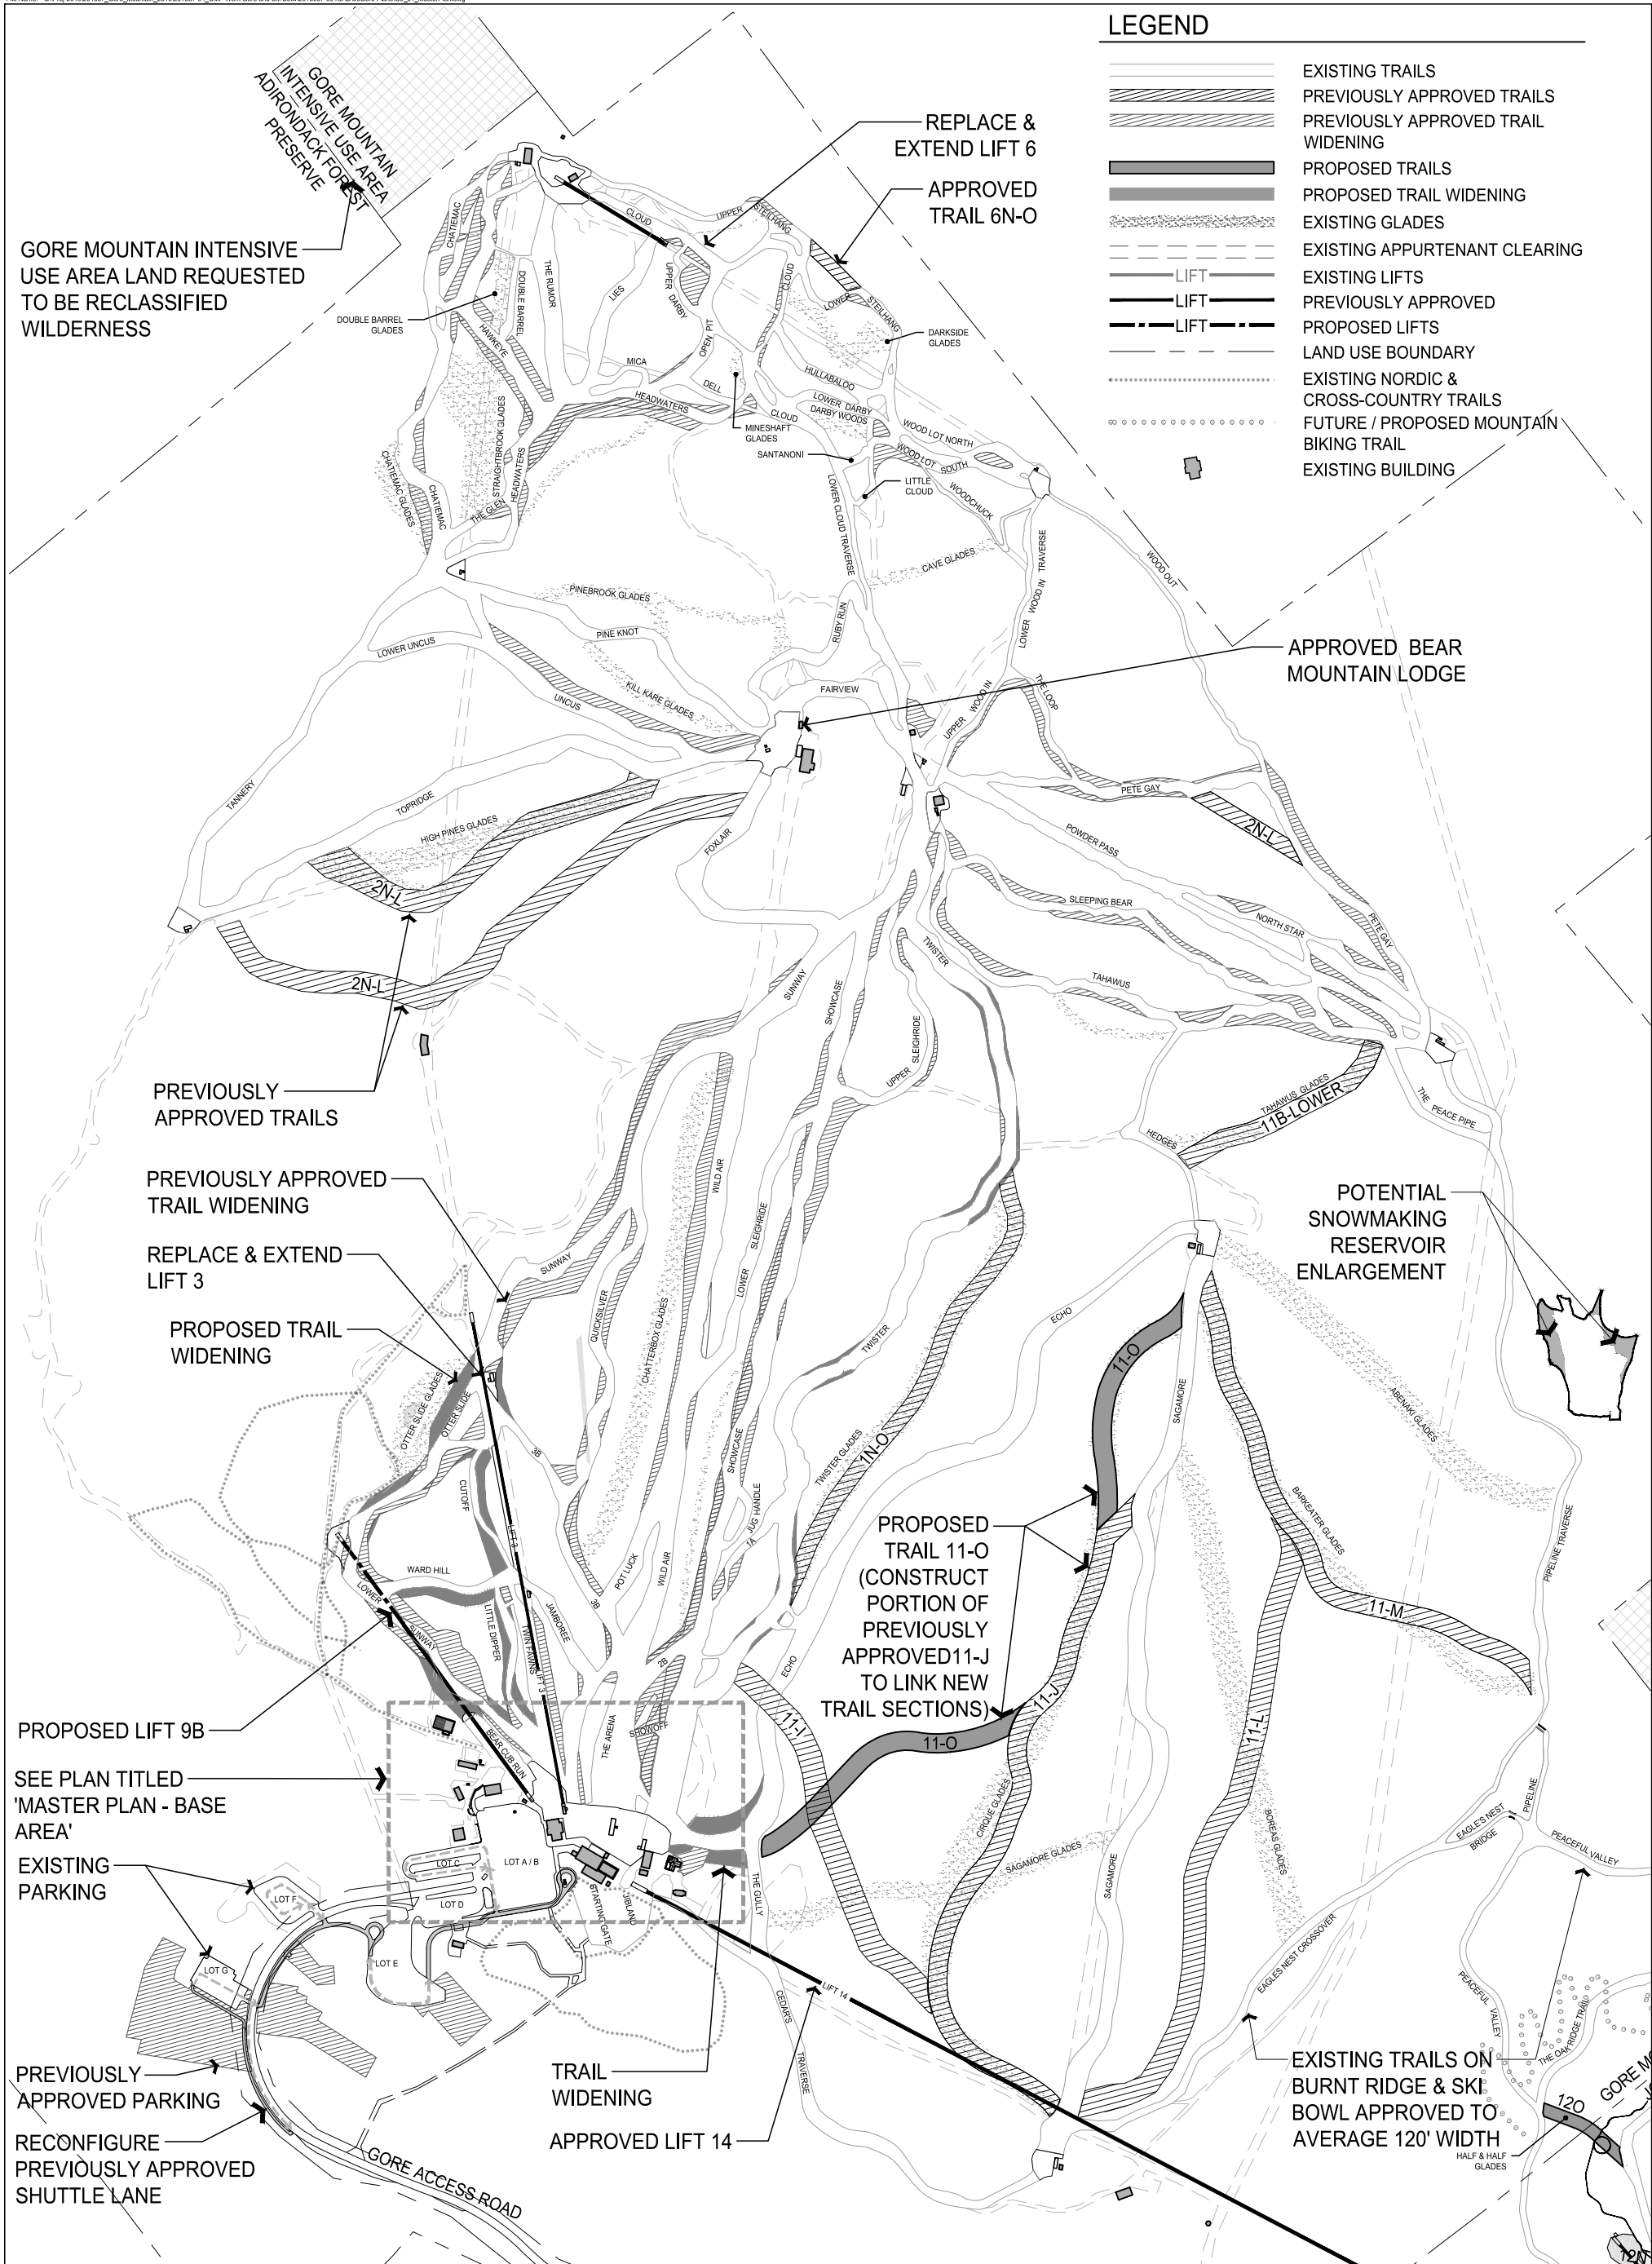 LEGEND
EXISTING TRAILS
PREVIOUSLY APPROVED TRAILS
PREVIOUSLY APPROVED TRAIL
WIDENING
PROPOSED TRAILS
PROPOSED TRAIL WIDENING
EXISTING GLADES
EXISTING APPURTENANT CLEARING
LIFT
EXISTING LIFTS
LIFT
PREVIOUSLY APPROVED
LIFT
PROPOSED LIFTS
LAND USE BOUNDARY
EXISTING NORDIC &
CROSS-COUNTRY TRAILS
FUTURE / PROPOSED MOUNTAIN
BIKING TRAIL
EXISTING BUILDING
GORE MOUNTAIN
INTENSIVE USE AREA
ADIRONDACK FOREST
PRESERVE
GORE MOUNTAIN INTENSIVE
USE AREA LAND REQUESTED
TO BE RECLASSIFIED
WILDERNESS
REPLACE &
EXTEND LIFT 6
APPROVED
TRAIL 6N-O
CHATIEMAC
CLOUD
UPPER
STEILHANG
DOUBLE BARREL
THE RUMOR
LIES
UPPER
DARBY
CLOUD
LOWER
STEILHANG
DOUBLE BARREL
GLADES
HAWKEYE
OPEN PIT
DARKSIDE
GLADES
MICA
HULLABALOO
DELL
HEADWATERS
LOWER DARBY
DARBY WOODS
CLOUD
MINESHAFT
GLADES
WOOD LOT NORTH
SANTANONI
WOOD LOT SOUTH
LITTLE
CLOUD
WOODCHUCK
STRAIGHTBROOK GLADES
HEADWATERS
CHATIEMAC GLADES
CHATIEMAC
THE GLEN
LOWER CLOUD TRAVERSE
CAVE GLADES
LOWER WOOD IN TRAVERSE
WOOD OUT
PINEBROOK GLADES
PINE KNOT
RUBY RUN
LOWER UNCUS
UNCUS
KILL KARE GLADES
FAIRVIEW
UPPER WOOD IN
THE LOOP
APPROVED BEAR
MOUNTAIN LODGE
TANNERY
TOPRIDGE
HIGH PINES GLADES
FOXLAIR
PETE GAY
2N-L
POWDER PASS
2N-L
SLEEPING BEAR
NORTH STAR
PETE GAY
2N-L
SUNWAY
SHOWCASE
TWISTER
TAHAWUS
PREVIOUSLY
APPROVED TRAILS
UPPER
SLEIGHRIDE
TAHAWUS GLADES
11B-LOWER
THE
PEACE PIPE
HEDGES
PREVIOUSLY APPROVED
TRAIL WIDENING
WILD AIR
POTENTIAL
SNOWMAKING
RESERVOIR
ENLARGEMENT
REPLACE & EXTEND
LIFT 3
SUNWAY
LOWER
SLEIGHRIDE
QUICKSILVER
CHATTERBOX GLADES
PROPOSED TRAIL
WIDENING
TWISTER
ECHO
11-O
SAGAMORE
ABENAKI GLADES
OTTER SLIDE GLADES
OTTER SLIDE
3B
SHOWCASE
TWISTER GLADES
1N-O
CUTOFF
LIFT 3
JUG HANDLE
1A
PROPOSED
TRAIL 11-O
(CONSTRUCT
PORTION OF
PREVIOUSLY
APPROVED11-J
TO LINK NEW
TRAIL SECTIONS)
BARKEATER GLADES
PIPELINE TRAVERSE
WARD HILL
LOWER
SUNWAY
POT LUCK
WILD AIR
3B
JAMBOREE
LITTLE DIPPER
TWIN FAWNS
LIFT 3
11-M
2B
ECHO
11-J
11-I
11-L
THE ARENA
SHOWOFF
11-O
PROPOSED LIFT 9B
BEAR CUB RUN
SEE PLAN TITLED
'MASTER PLAN - BASE
AREA'
CIRQUE GLADES
BOREAS GLADES
SAGAMORE GLADES
SAGAMORE
EAGLE'S NEST
BRIDGE
PIPELINE
PEACEFUL VALLEY
EXISTING
PARKING
LOT C
LOT A / B
LOT D
LOT F
LOT E
LOT G
STARTING GATE
JIBLAND
THE GULLY
EAGLES NEST CROSSOVER
LIFT 14
CEDAR'S
TRAVERSE
PEACEFUL
VALLEY
THE OAK RIDGE TRAIL
PREVIOUSLY
APPROVED PARKING
TRAIL
WIDENING
APPROVED LIFT 14
EXISTING TRAILS ON
BURNT RIDGE & SKI
BOWL APPROVED TO
AVERAGE 120' WIDTH
12O
HALF & HALF
GLADES
RECONFIGURE
PREVIOUSLY APPROVED
SHUTTLE LANE
GORE ACCESS ROAD